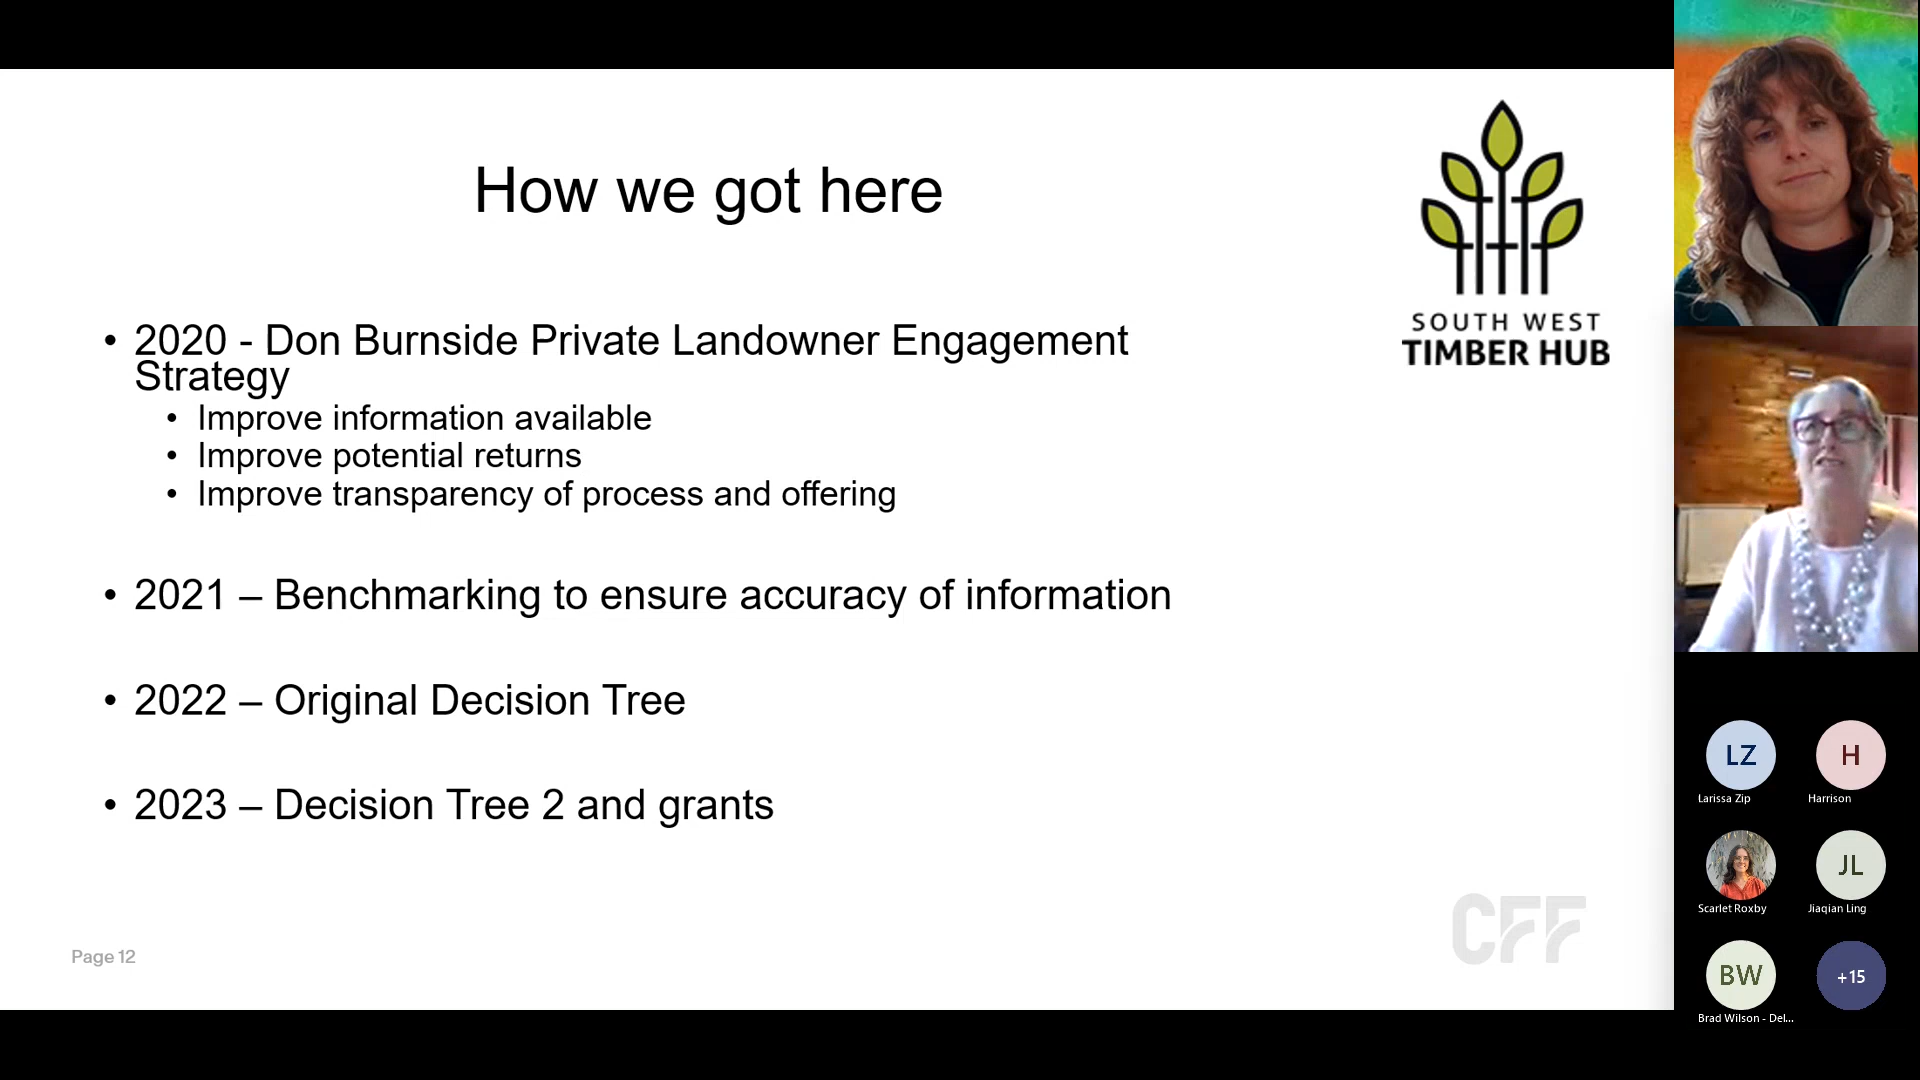 How we got here
SOUTH WEST
TIMBER HUB
• 2020 - Don Burnside Private Landowner Engagement
Strategy
• Improve information available
• Improve potential returns
• Improve transparency of process and offering
• 2021 – Benchmarking to ensure accuracy of information
• 2022 – Original Decision Tree
• 2023 – Decision Tree 2 and grants
CFF
Page 12
LZ
H
Larissa Zip
Harrison
JL
Scarlet Roxby
Jiaqian Ling
BW
+15
Brad Wilson - Del...